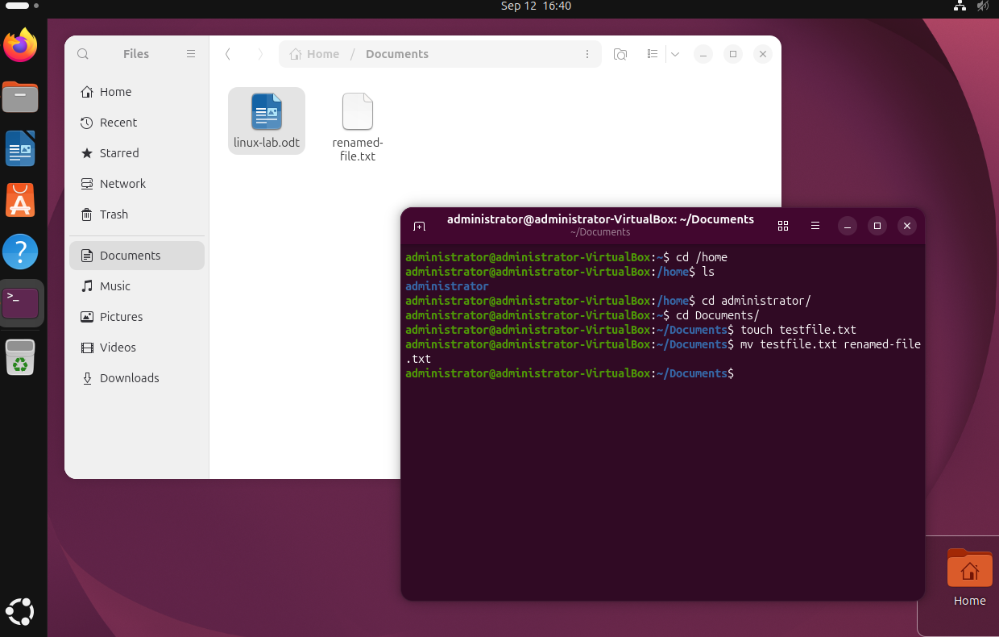 Sep 12 16:40
Files
Home / Documents
Home
Recent
Starred
Network
Trash
Documents
Music
Pictures
Videos
Downloads
linux-lab.odt
renamed-
file.txt
administrator@administrator-VirtualBox: ~/Documents
~/Documents
administrator@administrator-VirtualBox:~$ cd /home
administrator@administrator-VirtualBox:/home$ ls
administrator
administrator@administrator-VirtualBox:/home$ cd administrator/
administrator@administrator-VirtualBox:~$ cd Documents/
administrator@administrator-VirtualBox:~/Documents$ touch testfile.txt
administrator@administrator-VirtualBox:~/Documents$ mv testfile.txt renamed-file
.txt
administrator@administrator-VirtualBox:~/Documents$
Home